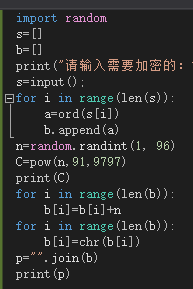 import random
s=[]
b=[]
print("请输入需要加密的：
s=input();
for i in range(len(s)):
    a=ord(s[i])
    b.append(a)
n=random.randint(1, 96)
C=pow(n,91,9797)
print(C)
for i in range(len(b)):
    b[i]=b[i]+n
for i in range(len(b)):
    b[i]=chr(b[i])
p="".join(b)
print(p)